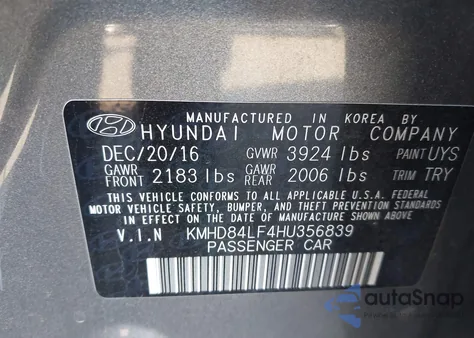 MANUFACTURED IN KOREA BY
HYUNDAI MOTOR COMPANY
DEC/20/16 GVWR 3924 lbs PAINT UYS
GAWR FRONT 2183 lbs GAWR REAR 2006 lbs TRIM TRY
THIS VEHICLE CONFORMS TO ALL APPLICABLE U.S.A. FEDERAL
MOTOR VEHICLE SAFETY, BUMPER, AND THEFT PREVENTION STANDARDS
IN EFFECT ON THE DATE OF MANUFACTURE SHOWN ABOVE.
V.I.N KMHD84LF4HU356839
PASSENGER CAR
autaSnap